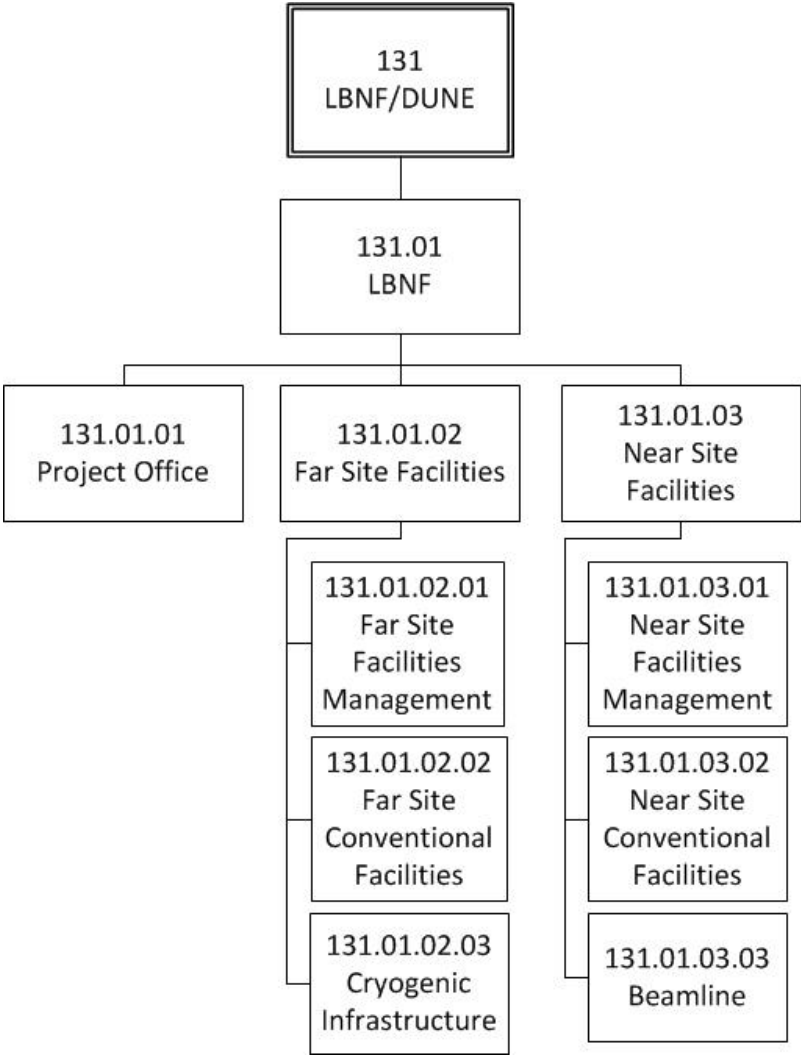 131
LBNF/DUNE
131.01
LBNF
131.01.01
Project Office
131.01.02
Far Site Facilities
131.01.03
Near Site
Facilities
131.01.02.01
Far Site
Facilities
Management
131.01.02.02
Far Site
Conventional
Facilities
131.01.02.03
Cryogenic
Infrastructure
131.01.03.01
Near Site
Facilities
Management
131.01.03.02
Near Site
Conventional
Facilities
131.01.03.03
Beamline